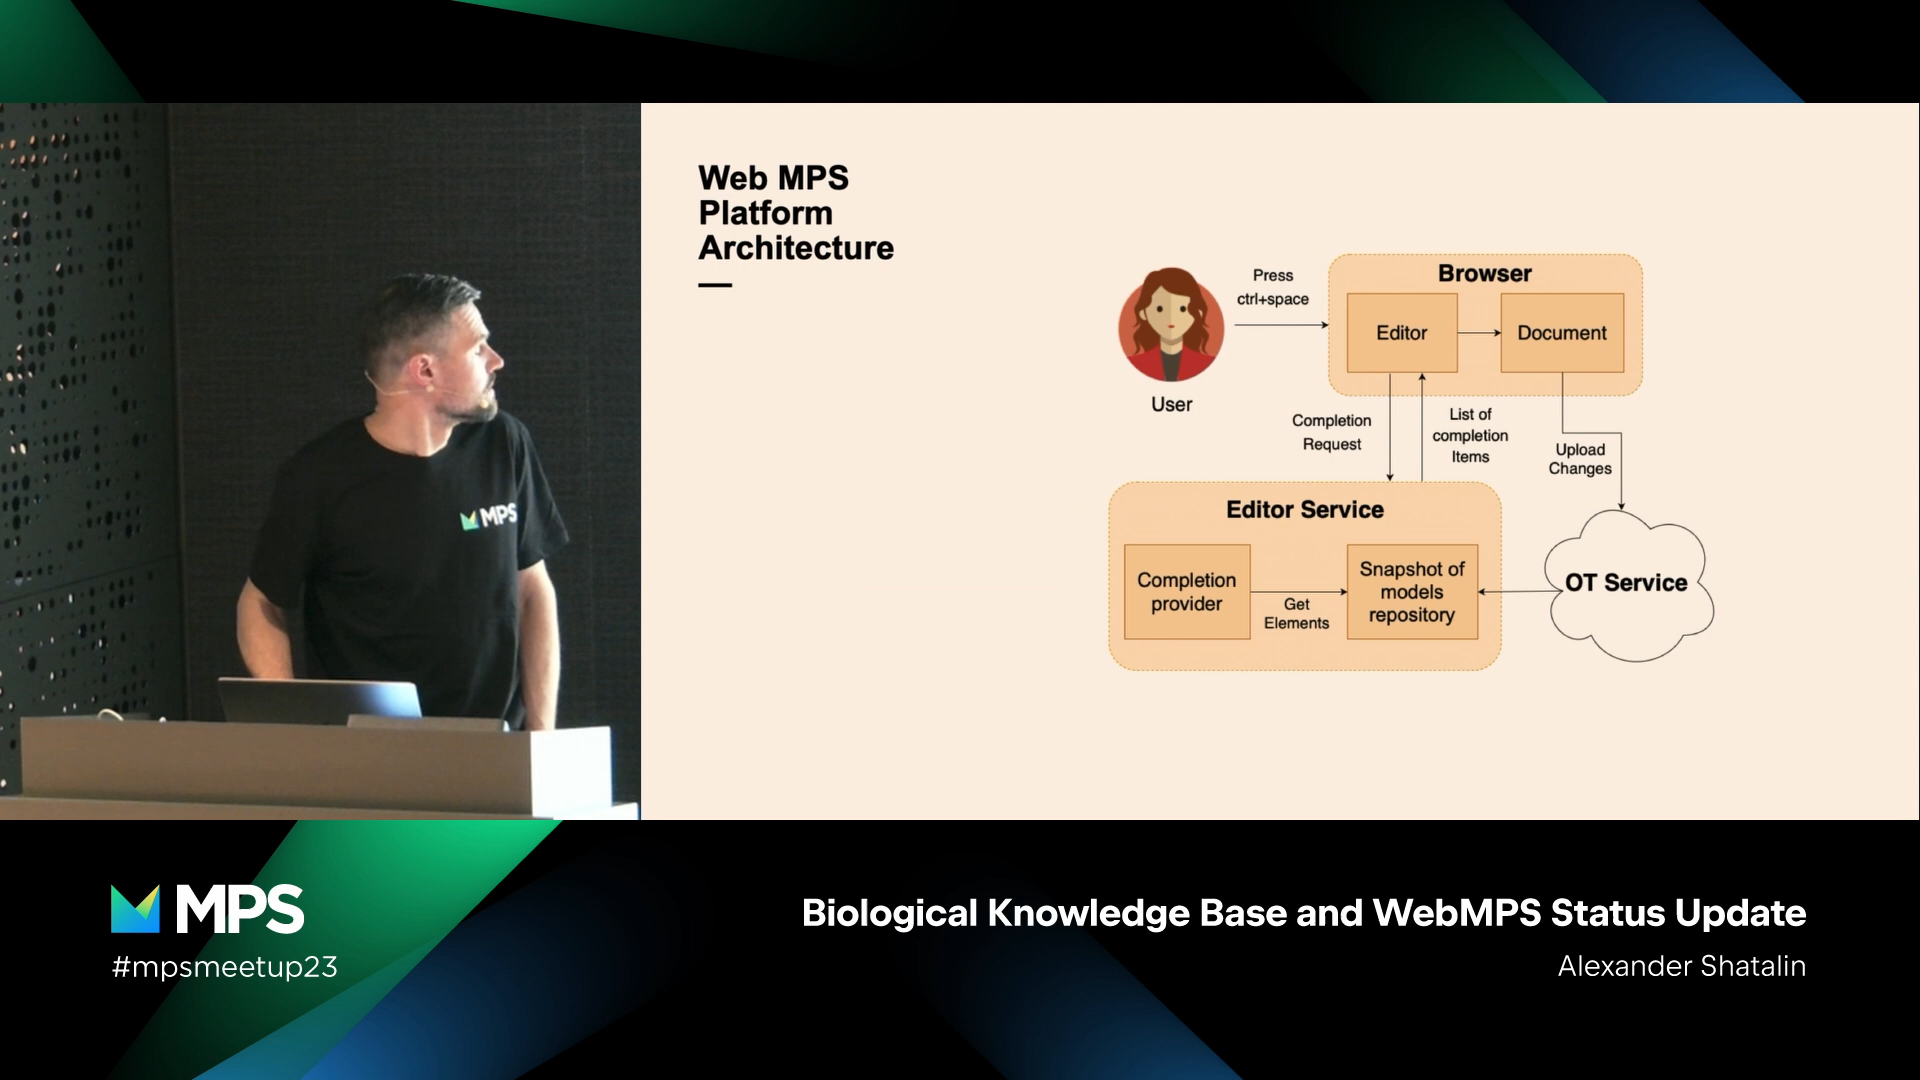 Web MPS
Platform
Architecture
Press
ctrl+space
User
Browser
Editor
Document
Completion
Request
List of
completion
Items
Upload
Changes
Editor Service
Completion
provider
Get
Elements
Snapshot of
models
repository
OT Service
MPS
MPS
#mpsmeetup23
Biological Knowledge Base and WebMPS Status Update
Alexander Shatalin